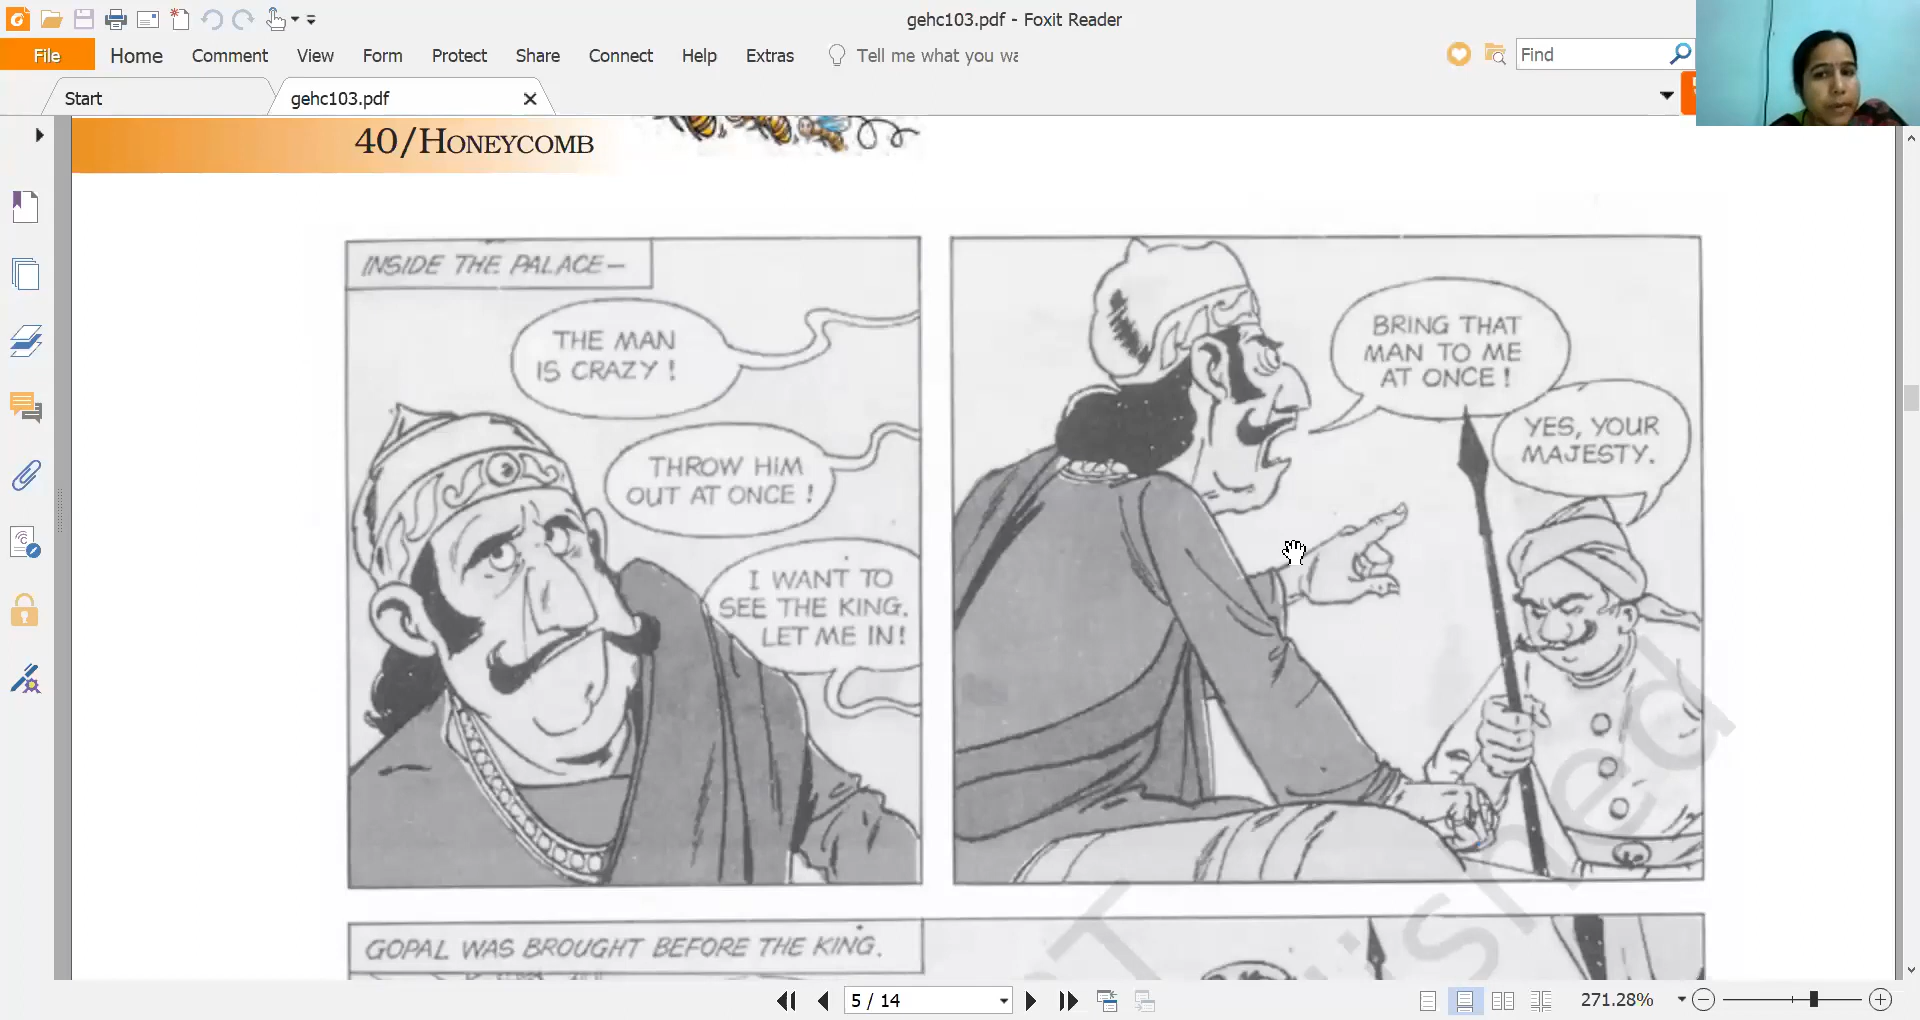 gehc103.pdf - Foxit Reader
File Home Comment View Form Protect Share Connect Help Extras Tell me what you wa Find
Start gehc103.pdf
40/HONEYCOMB
INSIDE THE PALACE—
THE MAN
IS CRAZY!
THROW HIM
OUT AT ONCE!
I WANT TO
SEE THE KING.
LET ME IN!
BRING THAT
MAN TO ME
AT ONCE!
YES, YOUR
MAJESTY.
GOPAL WAS BROUGHT BEFORE THE KING.
5 / 14
271.28%